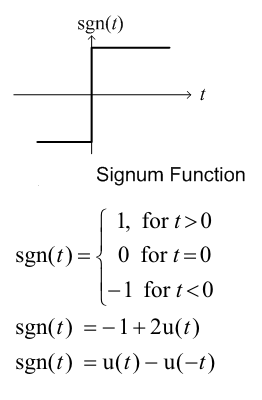 sgn(t)
t
Signum Function
sgn(t) = { 1, for t>0
0 for t=0
−1 for t<0
sgn(t) = −1+2u(t)
sgn(t) = u(t) − u(−t)